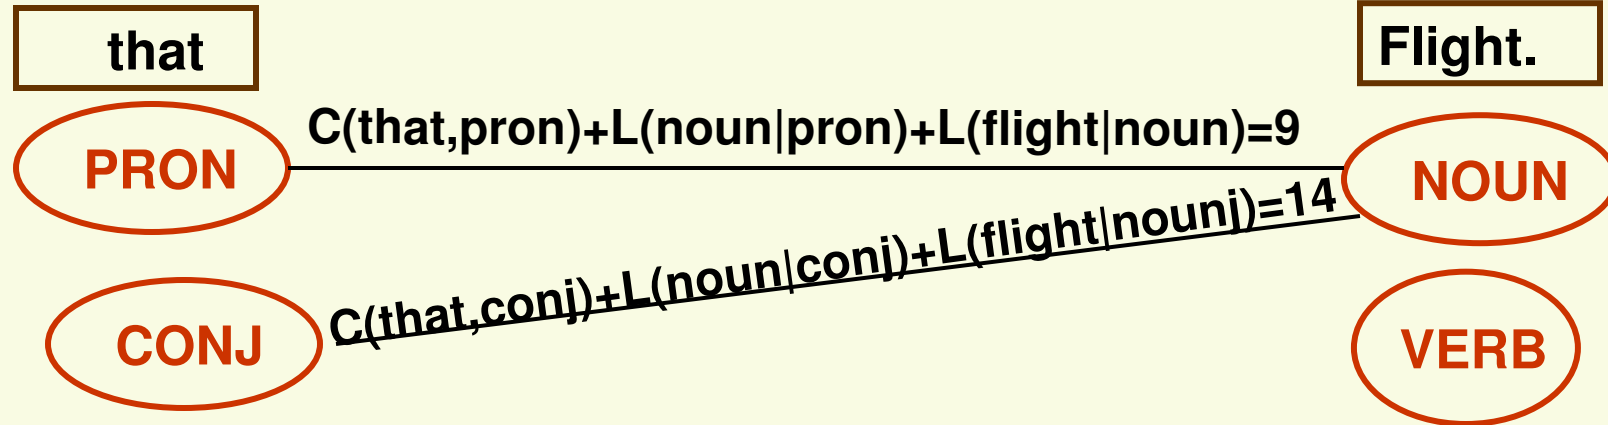 that
Flight.
C(that,pron)+L(noun|pron)+L(flight|noun)=9
PRON
NOUN
C(that,conj)+L(noun|conj)+L(flight|nounj)=14
CONJ
VERB